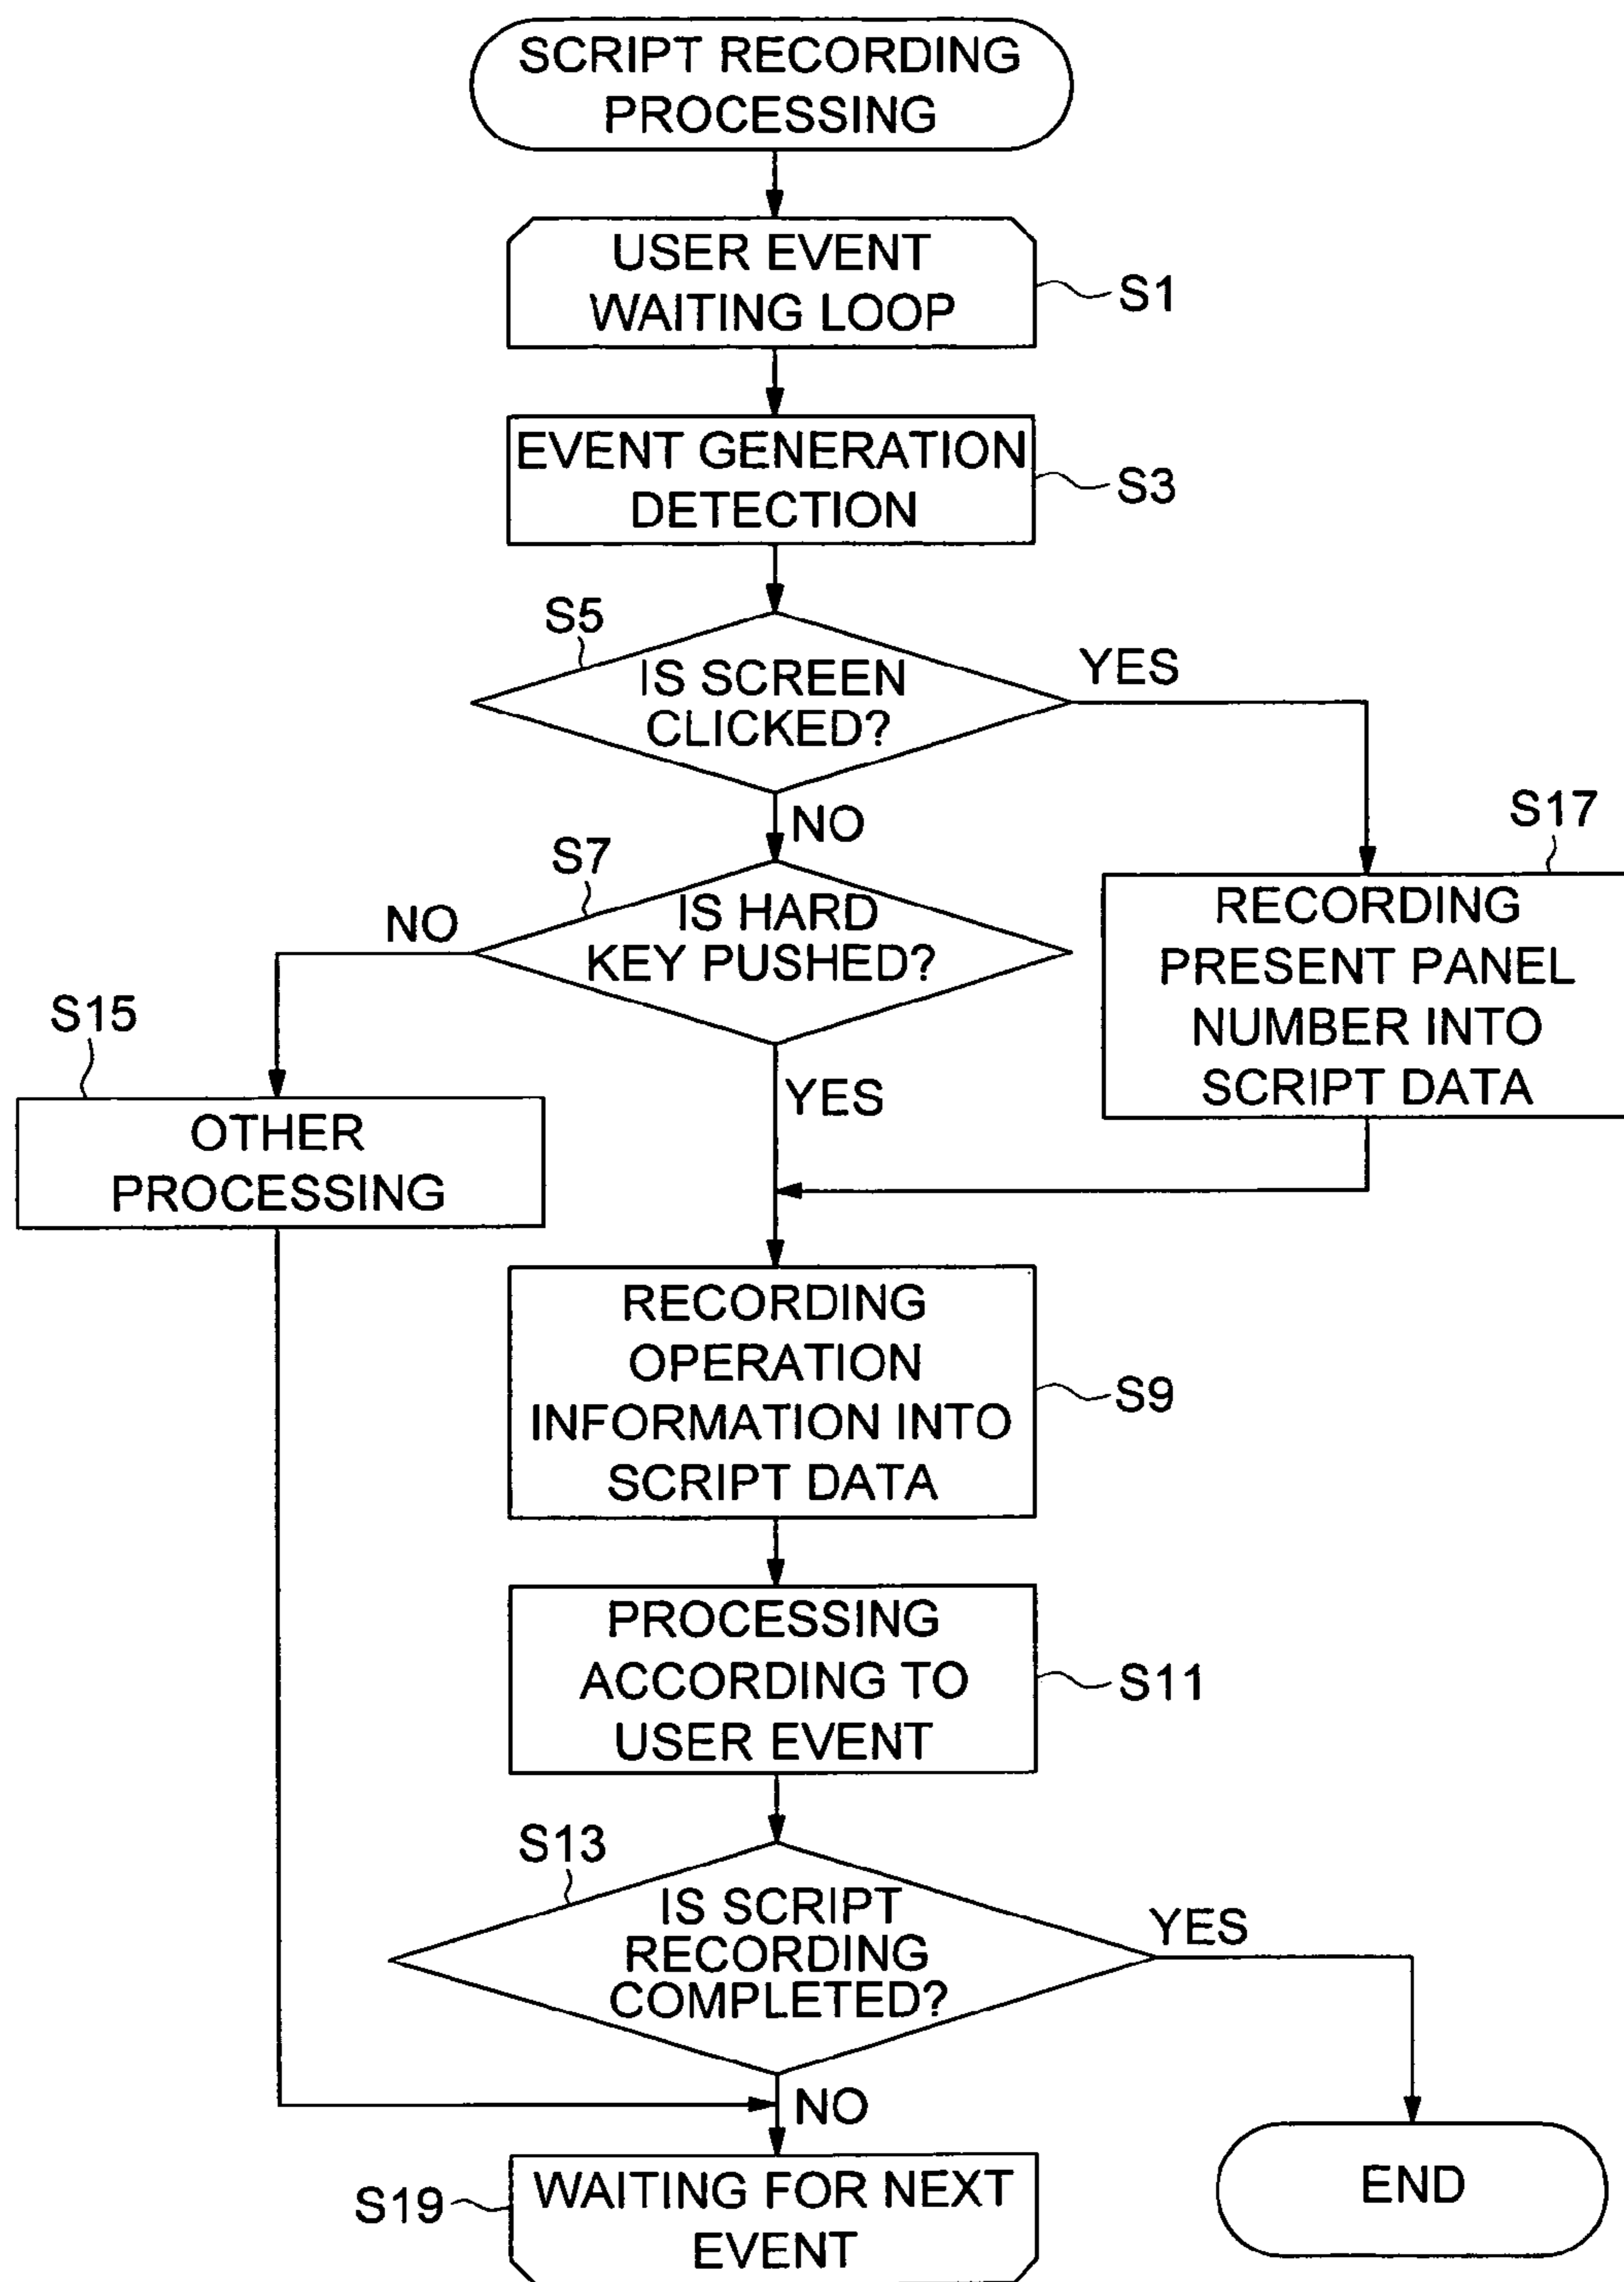 SCRIPT RECORDING
PROCESSING
USER EVENT
WAITING LOOP
S1
EVENT GENERATION
DETECTION
S3
S5
IS SCREEN
CLICKED?
YES
NO
S17
RECORDING
PRESENT PANEL
NUMBER INTO
SCRIPT DATA
S7
IS HARD
KEY PUSHED?
NO
YES
S15
OTHER
PROCESSING
RECORDING
OPERATION
INFORMATION INTO
SCRIPT DATA
S9
PROCESSING
ACCORDING TO
USER EVENT
S11
S13
IS SCRIPT
RECORDING
COMPLETED?
YES
NO
END
S19
WAITING FOR NEXT
EVENT